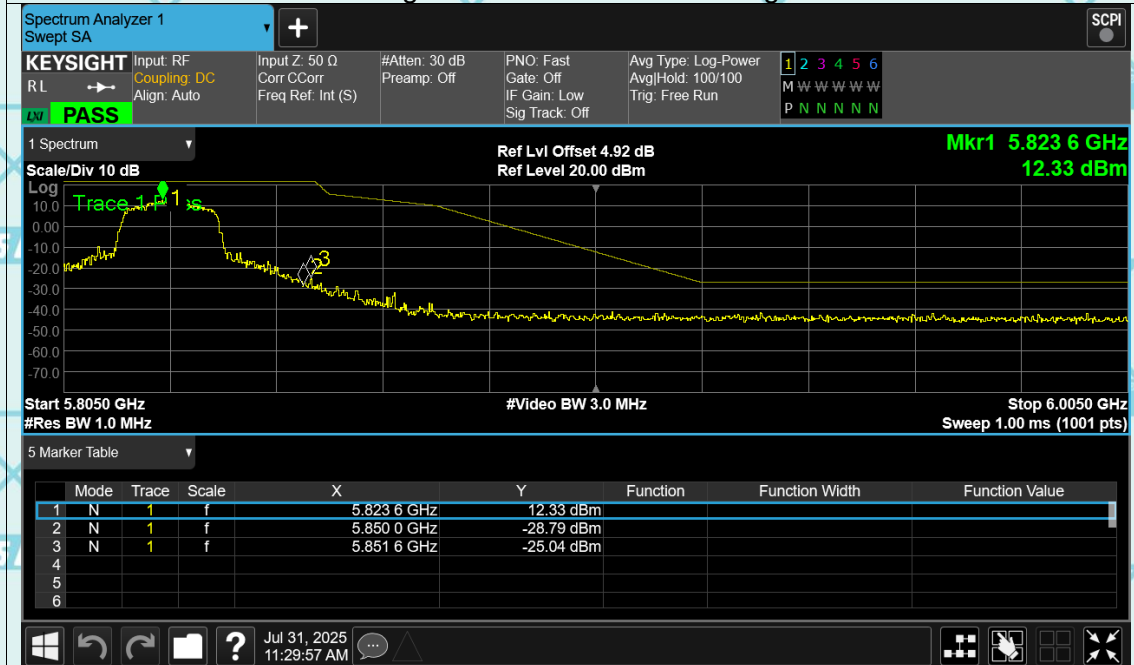 Spectrum Analyzer 1
Swept SA
+
SCPI
KEYSIGHT Input: RF Input Z: 50 Ω #Atten: 30 dB PNO: Fast Avg Type: Log-Power 1 2 3 4 5 6
RL Coupling: DC Corr CCorr Preamp: Off Gate: Off Avg|Hold: 100/100 M W W W W W
Align: Auto Freq Ref: Int (S) IF Gain: Low Trig: Free Run
LXI PASS Sig Track: Off P N N N N N
1 Spectrum Ref Lvl Offset 4.92 dB Mkr1 5.823 6 GHz
Scale/Div 10 dB Ref Level 20.00 dBm 12.33 dBm
Log
Trace 1 P ss
1
10.0
0.00
-10.0
-20.0
3
2
-30.0
-40.0
-50.0
-60.0
-70.0
Start 5.8050 GHz #Video BW 3.0 MHz Stop 6.0050 GHz
#Res BW 1.0 MHz Sweep 1.00 ms (1001 pts)
5 Marker Table
Mode Trace Scale X Y Function Function Width Function Value
1 N 1 f 5.823 6 GHz 12.33 dBm
2 N 1 f 5.850 0 GHz -28.79 dBm
3 N 1 f 5.851 6 GHz -25.04 dBm
4
5
6
? Jul 31, 2025
11:29:57 AM